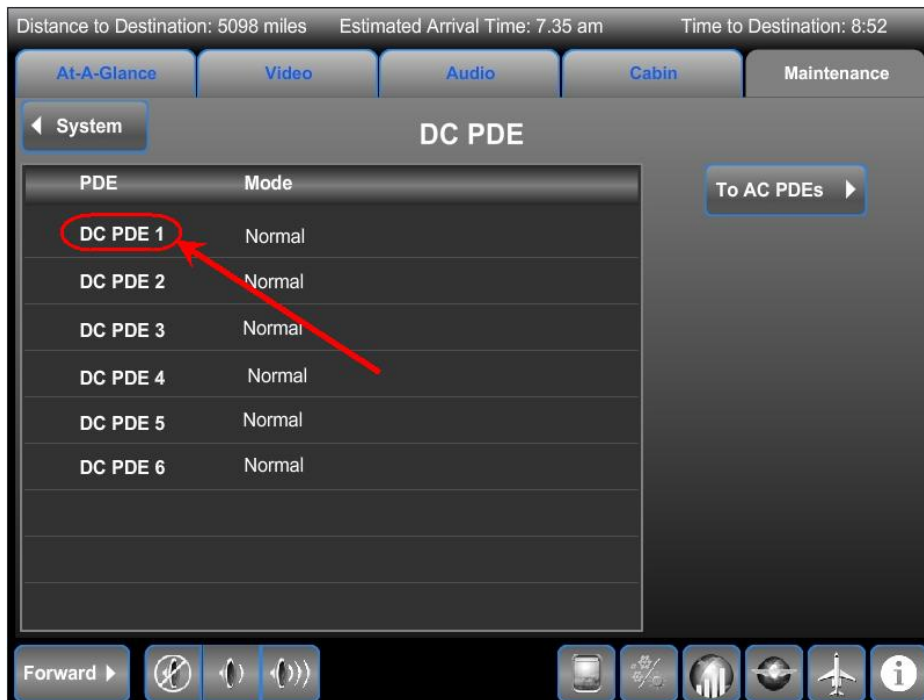 Distance to Destination: 5098 miles Estimated Arrival Time: 7.35 am Time to Destination: 8:52
At-A-Glance Video Audio Cabin Maintenance
System
DC PDE
PDE Mode
To AC PDEs
DC PDE 1 Normal
DC PDE 2 Normal
DC PDE 3 Normal
DC PDE 4 Normal
DC PDE 5 Normal
DC PDE 6 Normal
Forward